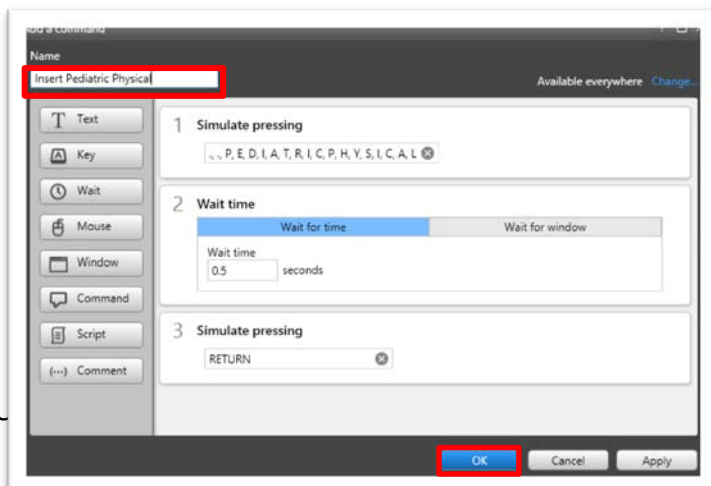 Add a command
Name
Insert Pediatric Physical
Available everywhere Change...
T Text
Key
Wait
Mouse
Window
Command
Script
(...) Comment
1 Simulate pressing
., ., P, E, D, I, A, T, R, I, C, P, H, Y, S, I, C, A, L
2 Wait time
Wait for time Wait for window
Wait time
0.5 seconds
3 Simulate pressing
RETURN
OK Cancel Apply